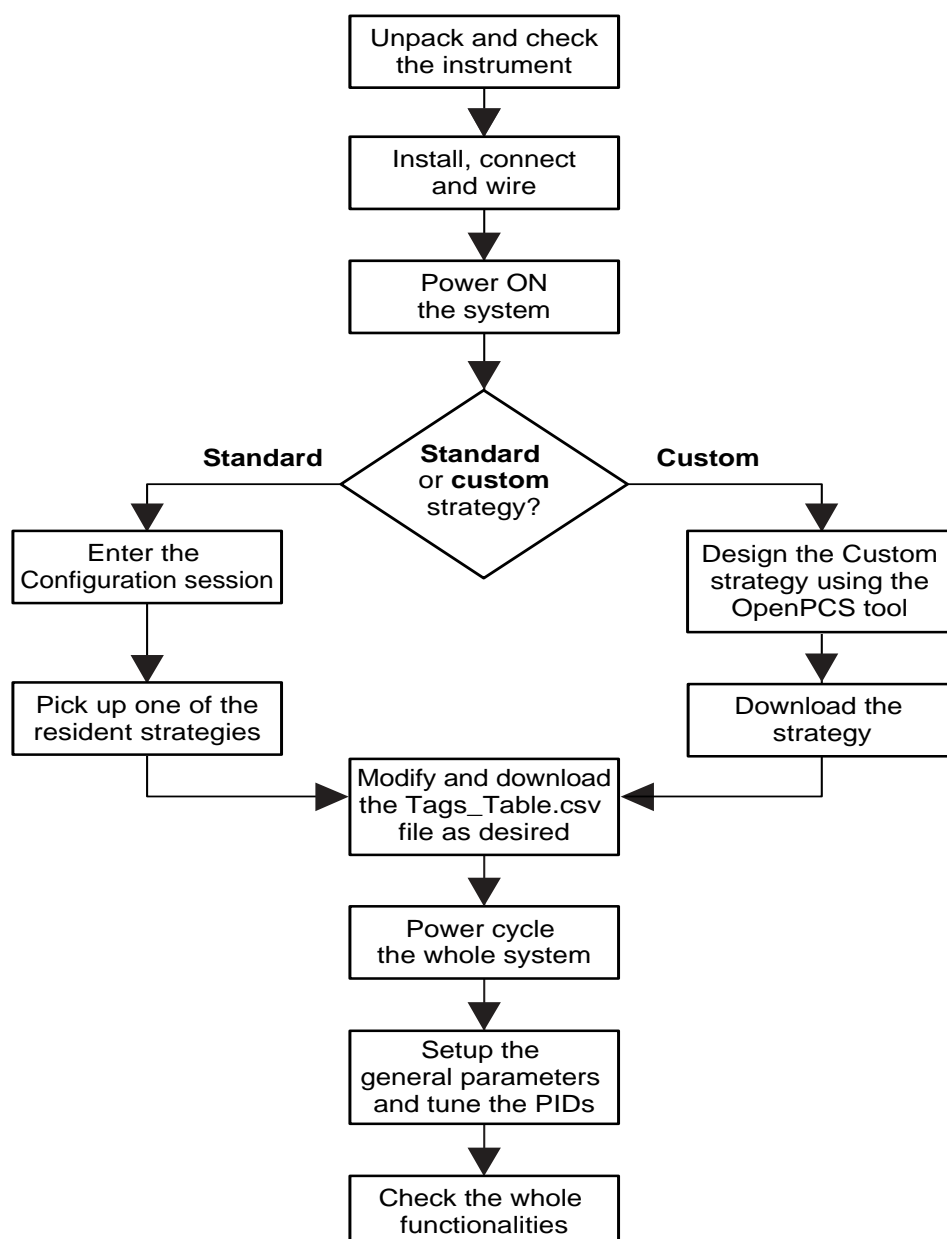 Unpack and check
the instrument
Install, connect
and wire
Power ON
the system
Standard
or custom
strategy?
Standard
Custom
Enter the
Configuration session
Pick up one of the
resident strategies
Design the Custom
strategy using the
OpenPCS tool
Download the
strategy
Modify and download
the Tags_Table.csv
file as desired
Power cycle
the whole system
Setup the
general parameters
and tune the PIDs
Check the whole
functionalities